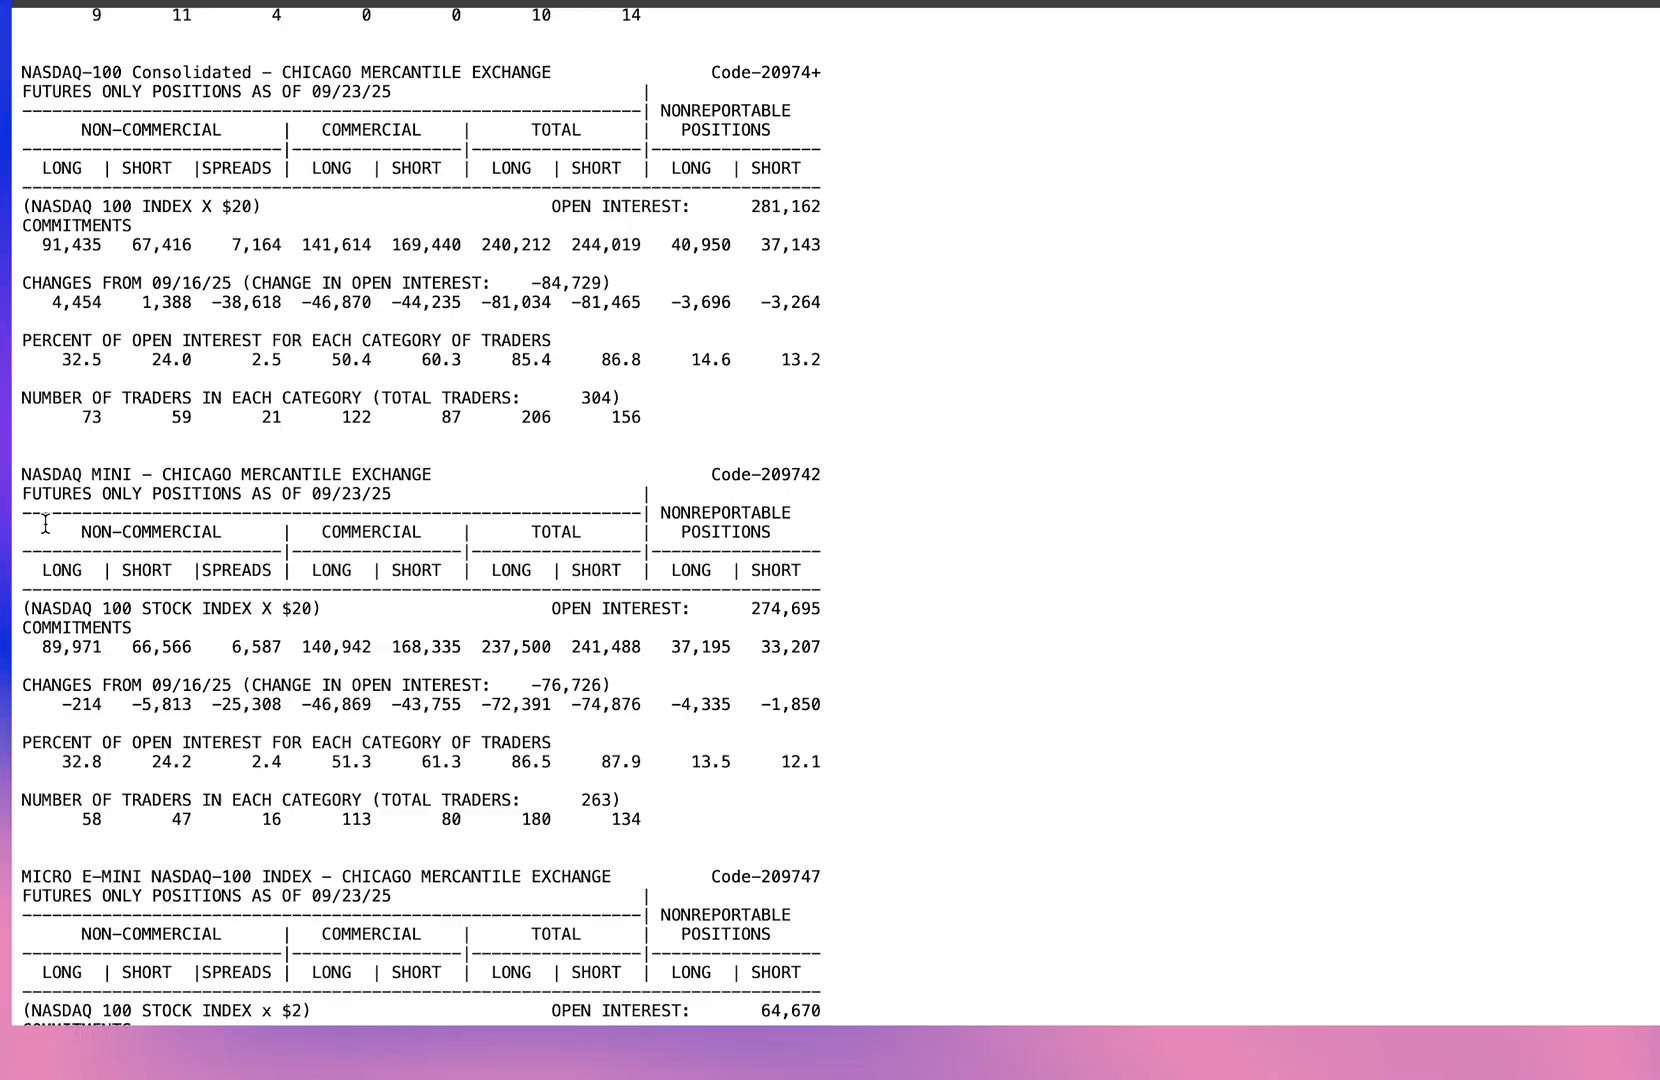 9 11 4 0 0 10 14
NASDAQ-100 Consolidated - CHICAGO MERCANTILE EXCHANGE Code-20974+
FUTURES ONLY POSITIONS AS OF 09/23/25 |
--------------------------------------------------------------| NONREPORTABLE
NON-COMMERCIAL | COMMERCIAL | TOTAL | POSITIONS
--------------------------|-----------------|-----------------|-----------------
LONG | SHORT |SPREADS | LONG | SHORT | LONG | SHORT | LONG | SHORT
--------------------------------------------------------------------------------
(NASDAQ 100 INDEX X $20) OPEN INTEREST: 281,162
COMMITMENTS
91,435 67,416 7,164 141,614 169,440 240,212 244,019 40,950 37,143
CHANGES FROM 09/16/25 (CHANGE IN OPEN INTEREST: -84,729)
4,454 1,388 -38,618 -46,870 -44,235 -81,034 -81,465 -3,696 -3,264
PERCENT OF OPEN INTEREST FOR EACH CATEGORY OF TRADERS
32.5 24.0 2.5 50.4 60.3 85.4 86.8 14.6 13.2
NUMBER OF TRADERS IN EACH CATEGORY (TOTAL TRADERS: 304)
73 59 21 122 87 206 156
NASDAQ MINI - CHICAGO MERCANTILE EXCHANGE Code-209742
FUTURES ONLY POSITIONS AS OF 09/23/25 |
--------------------------------------------------------------| NONREPORTABLE
NON-COMMERCIAL | COMMERCIAL | TOTAL | POSITIONS
--------------------------|-----------------|-----------------|-----------------
LONG | SHORT |SPREADS | LONG | SHORT | LONG | SHORT | LONG | SHORT
--------------------------------------------------------------------------------
(NASDAQ 100 STOCK INDEX X $20) OPEN INTEREST: 274,695
COMMITMENTS
89,971 66,566 6,587 140,942 168,335 237,500 241,488 37,195 33,207
CHANGES FROM 09/16/25 (CHANGE IN OPEN INTEREST: -76,726)
-214 -5,813 -25,308 -46,869 -43,755 -72,391 -74,876 -4,335 -1,850
PERCENT OF OPEN INTEREST FOR EACH CATEGORY OF TRADERS
32.8 24.2 2.4 51.3 61.3 86.5 87.9 13.5 12.1
NUMBER OF TRADERS IN EACH CATEGORY (TOTAL TRADERS: 263)
58 47 16 113 80 180 134
MICRO E-MINI NASDAQ-100 INDEX - CHICAGO MERCANTILE EXCHANGE Code-209747
FUTURES ONLY POSITIONS AS OF 09/23/25 |
--------------------------------------------------------------| NONREPORTABLE
NON-COMMERCIAL | COMMERCIAL | TOTAL | POSITIONS
--------------------------|-----------------|-----------------|-----------------
LONG | SHORT |SPREADS | LONG | SHORT | LONG | SHORT | LONG | SHORT
--------------------------------------------------------------------------------
(NASDAQ 100 STOCK INDEX x $2) OPEN INTEREST: 64,670